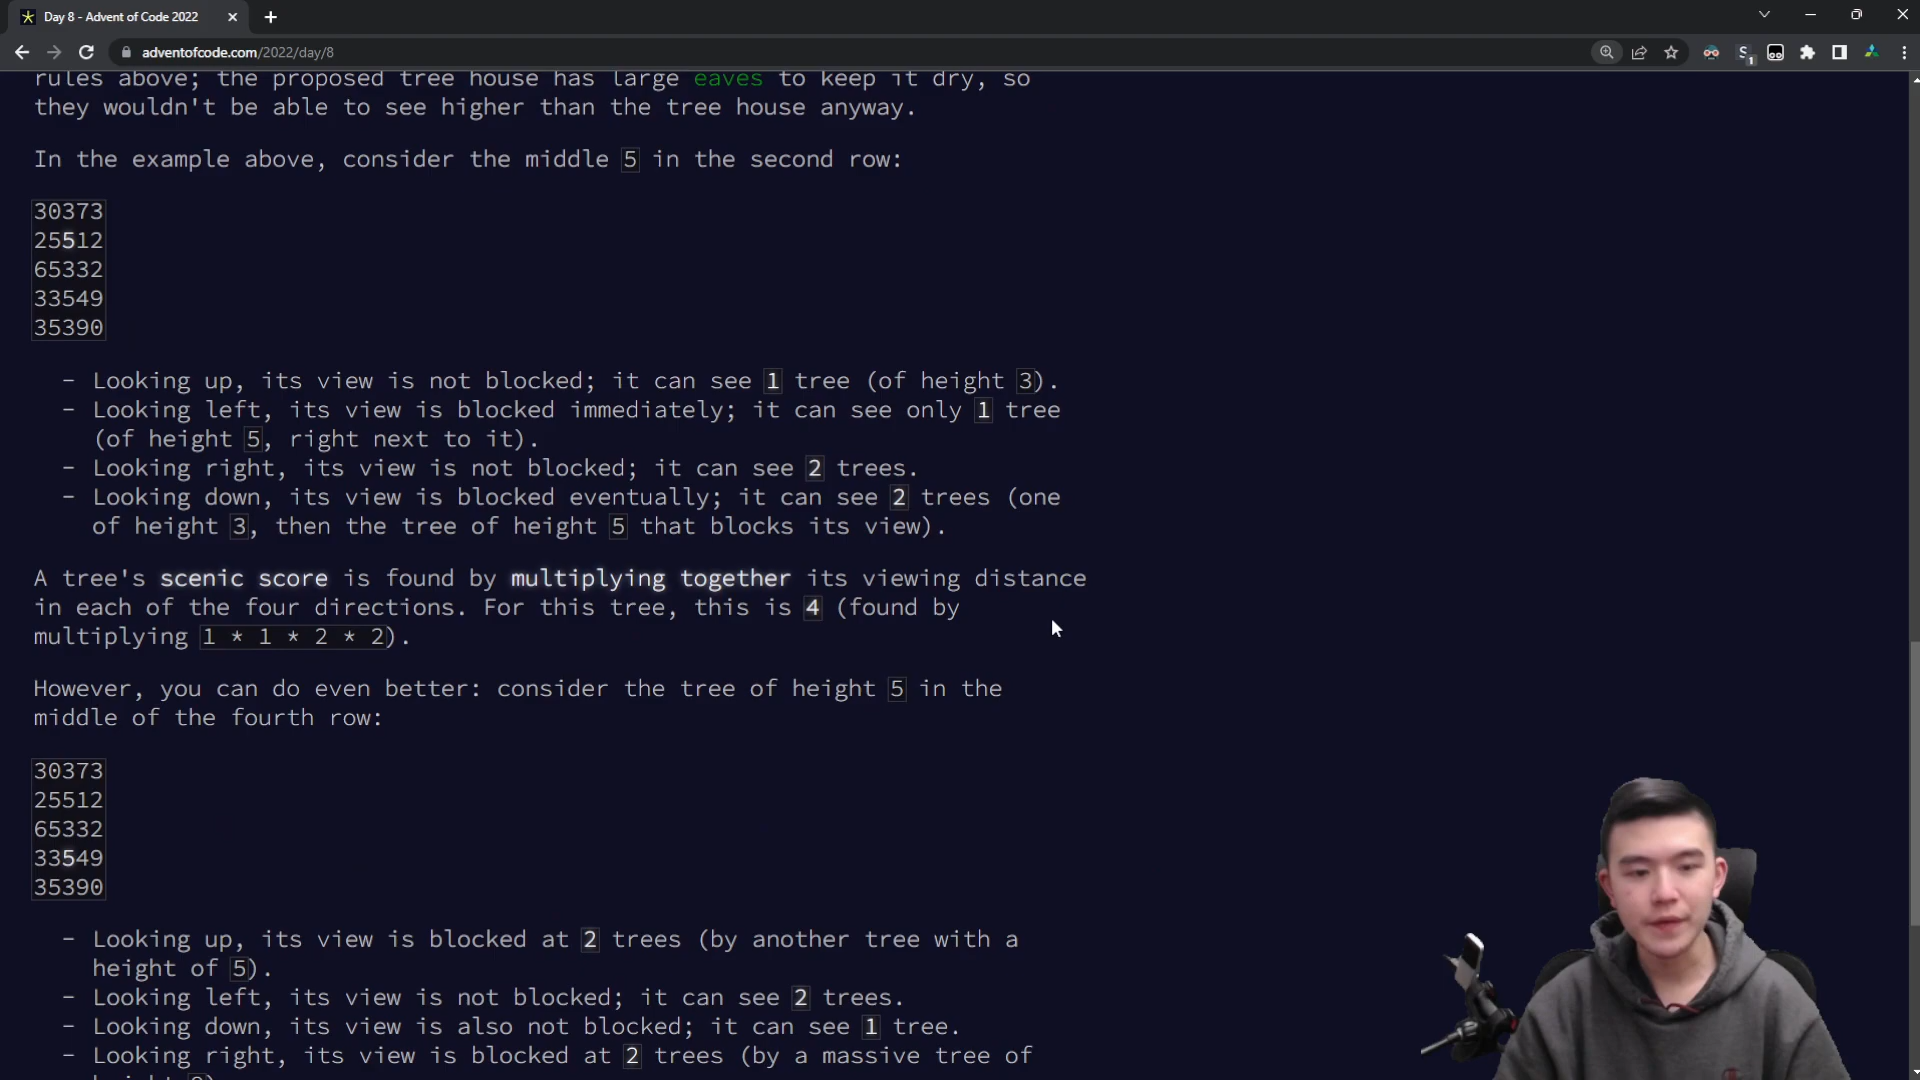 Day 8 - Advent of Code 2022
adventofcode.com/2022/day/8
rules above; the proposed tree house has large eaves to keep it dry, so
they wouldn't be able to see higher than the tree house anyway.
In the example above, consider the middle 5 in the second row:
30373
25512
65332
33549
35390
- Looking up, its view is not blocked; it can see 1 tree (of height 3).
- Looking left, its view is blocked immediately; it can see only 1 tree
(of height 5, right next to it).
- Looking right, its view is not blocked; it can see 2 trees.
- Looking down, its view is blocked eventually; it can see 2 trees (one
of height 3, then the tree of height 5 that blocks its view).
A tree's scenic score is found by multiplying together its viewing distance
in each of the four directions. For this tree, this is 4 (found by
multiplying 1 * 1 * 2 * 2).
However, you can do even better: consider the tree of height 5 in the
middle of the fourth row:
30373
25512
65332
33549
35390
- Looking up, its view is blocked at 2 trees (by another tree with a
height of 5).
- Looking left, its view is not blocked; it can see 2 trees.
- Looking down, its view is also not blocked; it can see 1 tree.
- Looking right, its view is blocked at 2 trees (by a massive tree of